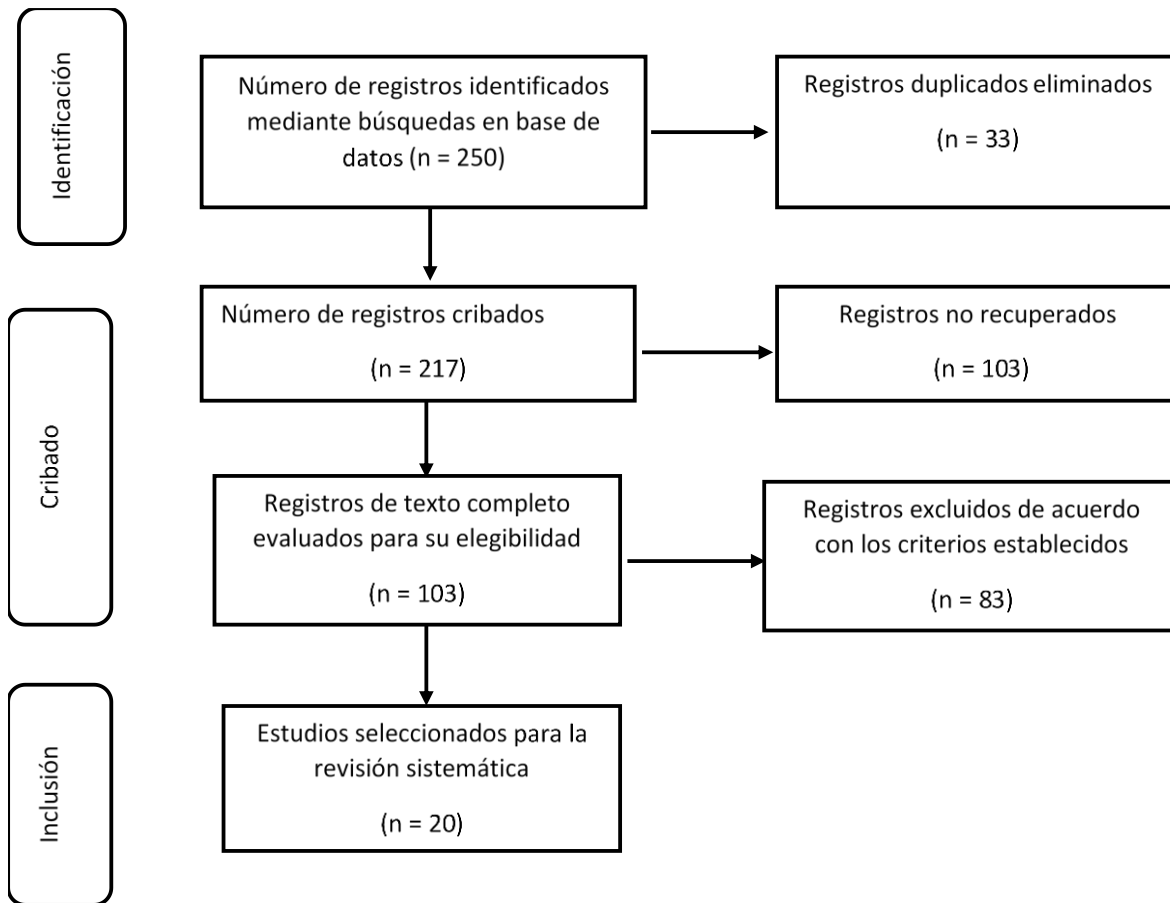 Identificación
Número de registros identificados
mediante búsquedas en base de
datos (n = 250)
Registros duplicados eliminados
(n = 33)
Cribado
Número de registros cribados
(n = 217)
Registros no recuperados
(n = 103)
Registros de texto completo
evaluados para su elegibilidad
(n = 103)
Registros excluidos de acuerdo
con los criterios establecidos
(n = 83)
Inclusión
Estudios seleccionados para la
revisión sistemática
(n = 20)